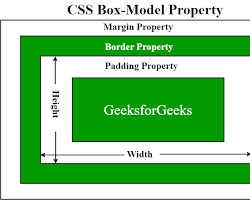 CSS Box-Model Property
Margin Property
Border Property
Padding Property
Height
GeeksforGeeks
Width